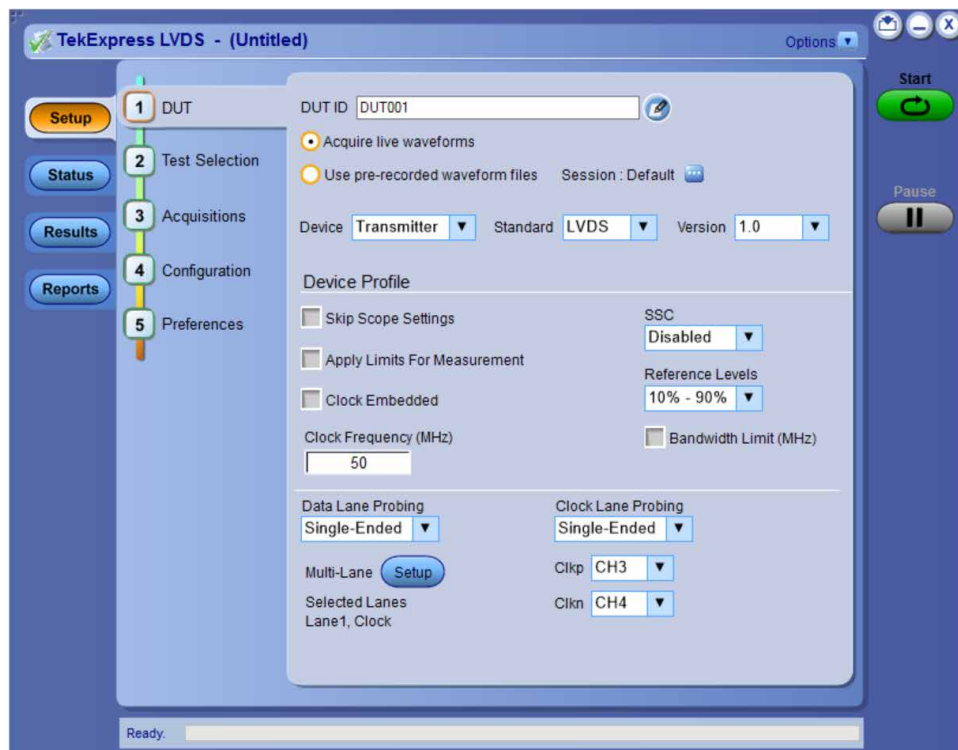 TekExpress LVDS - (Untitled)
Options
Start
Pause
Setup
Status
Results
Reports
1 DUT
2 Test Selection
3 Acquisitions
4 Configuration
5 Preferences
DUT ID DUT001
Acquire live waveforms
Use pre-recorded waveform files Session : Default
Device Transmitter Standard LVDS Version 1.0
Device Profile
Skip Scope Settings
Apply Limits For Measurement
Clock Embedded
Clock Frequency (MHz)
50
SSC
Disabled
Reference Levels
10% - 90%
Bandwidth Limit (MHz)
Data Lane Probing
Single-Ended
Multi-Lane Setup
Selected Lanes
Lane1, Clock
Clock Lane Probing
Single-Ended
Clkp CH3
Clkn CH4
Ready.